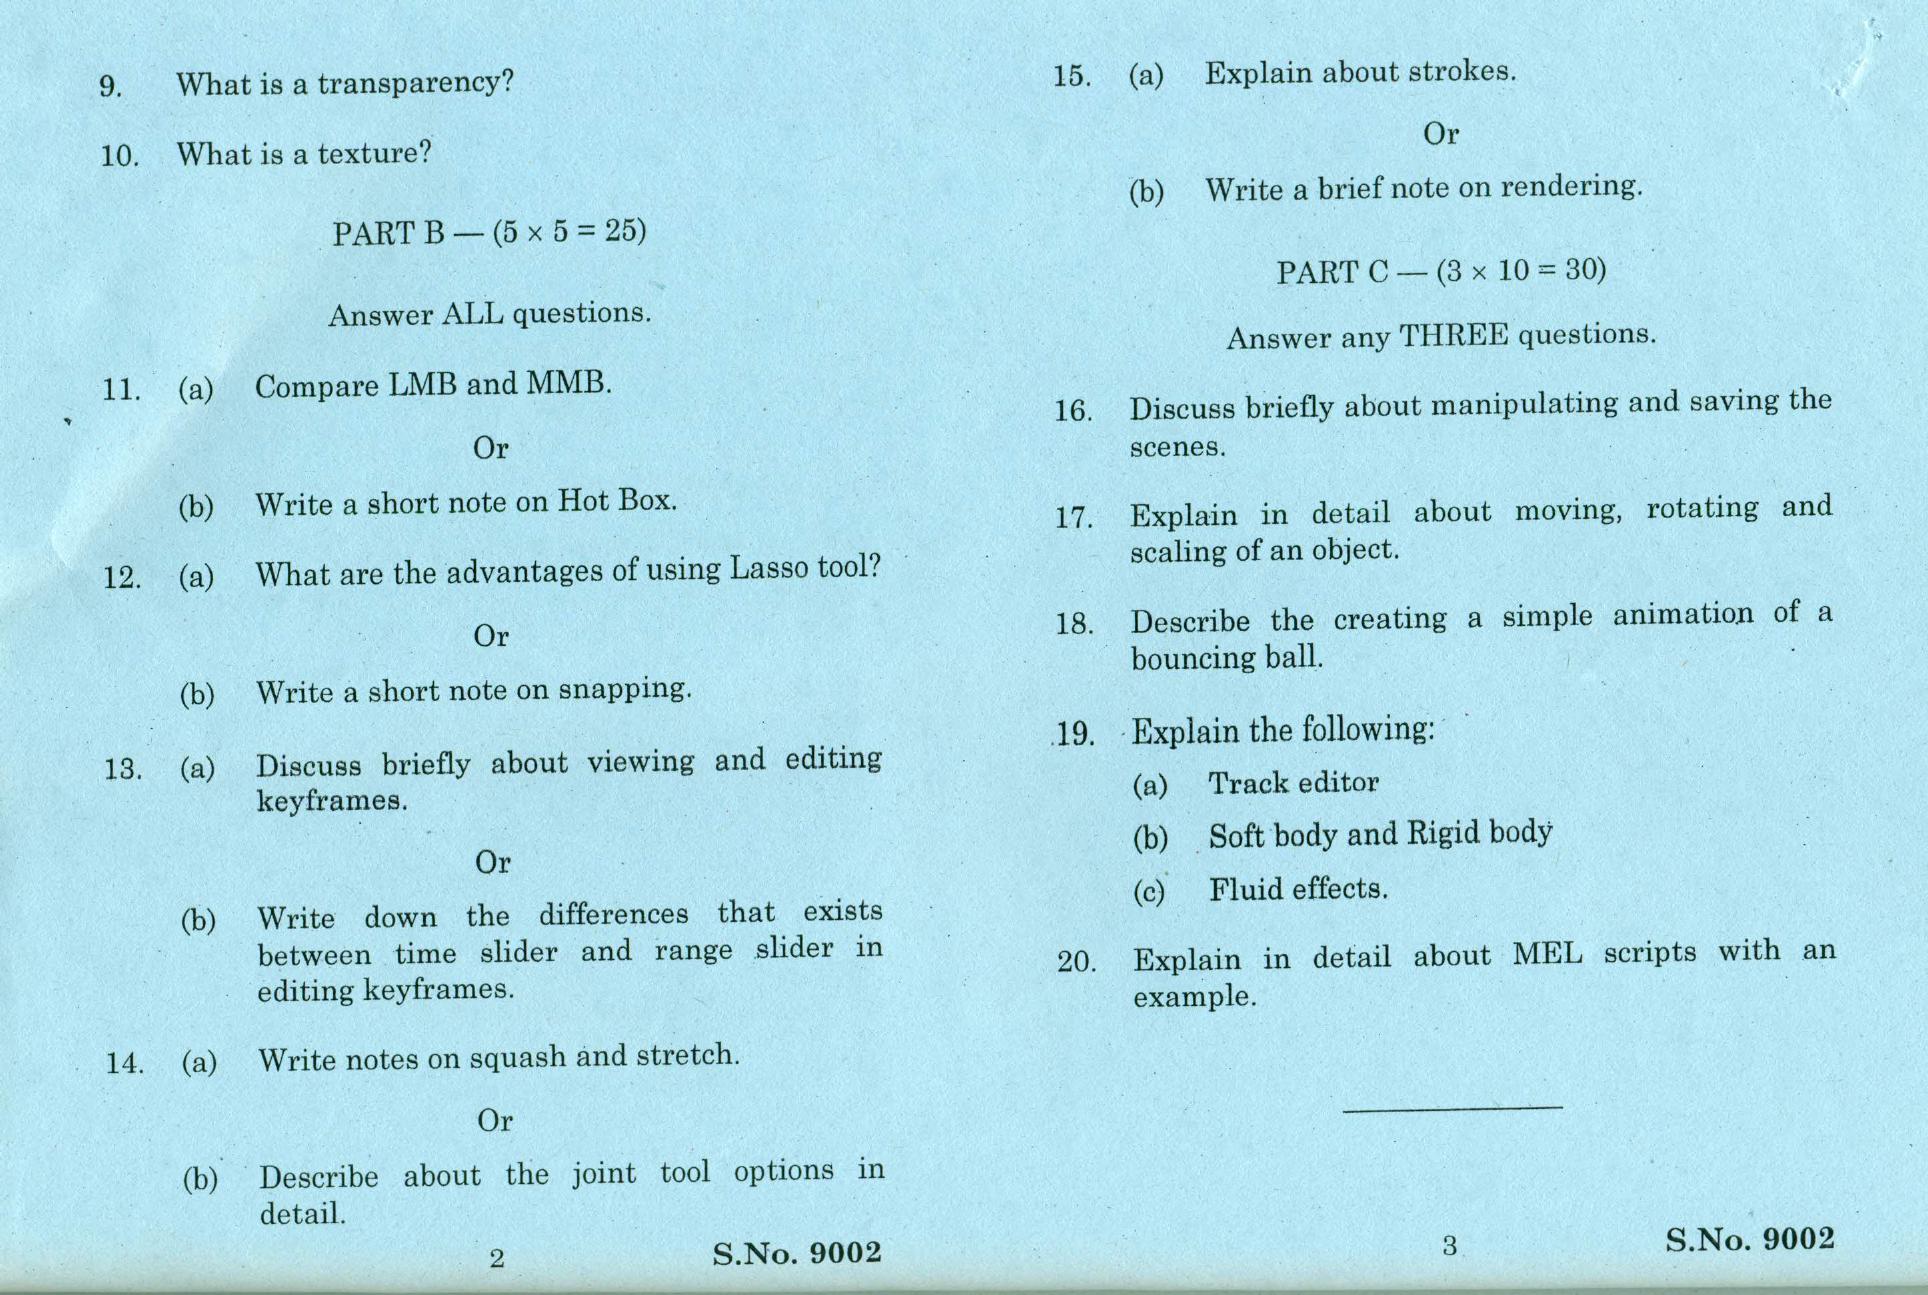 9. What is a transparency?
10. What is a texture?
PART B — (5 × 5 = 25)
Answer ALL questions.
11. (a) Compare LMB and MMB.
Or
(b) Write a short note on Hot Box.
12. (a) What are the advantages of using Lasso tool?
Or
(b) Write a short note on snapping.
13. (a) Discuss briefly about viewing and editing
keyframes.
Or
(b) Write down the differences that exists
between time slider and range slider in
editing keyframes.
14. (a) Write notes on squash and stretch.
Or
(b) Describe about the joint tool options in
detail.
2 S.No. 9002
15. (a) Explain about strokes.
Or
(b) Write a brief note on rendering.
PART C — (3 × 10 = 30)
Answer any THREE questions.
16. Discuss briefly about manipulating and saving the
scenes.
17. Explain in detail about moving, rotating and
scaling of an object.
18. Describe the creating a simple animation of a
bouncing ball.
19. Explain the following:
(a) Track editor
(b) Soft body and Rigid body
(c) Fluid effects.
20. Explain in detail about MEL scripts with an
example.
3 S.No. 9002